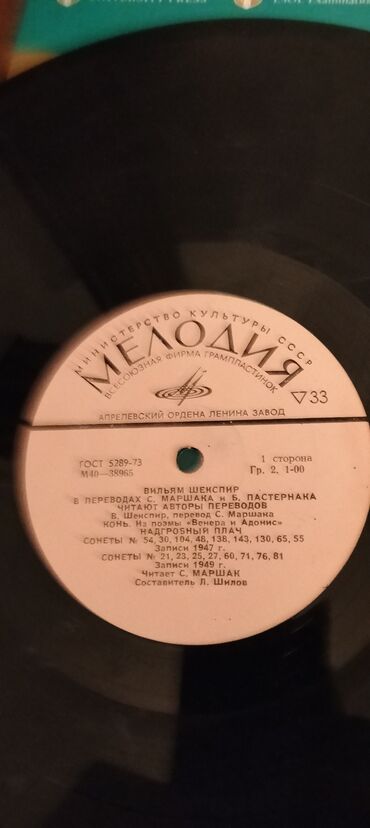 UNIVERSITY PRESS
МИНИСТЕРСТВО КУЛЬТУРЫ СССР
МЕЛОДИЯ
ВСЕСОЮЗНАЯ ФИРМА ГРАМПЛАСТИНОК
33
АПРЕЛЕВСКИЙ ОРДЕНА ЛЕНИНА ЗАВОД
ГОСТ 5289-73
М40—38965
1 сторона
Гр. 2. 1-00
ВИЛЬЯМ ШЕКСПИР
В ПЕРЕВОДАХ С. МАРШАКА и Б. ПАСТЕРНАКА
ЧИТАЮТ АВТОРЫ ПЕРЕВОДОВ
В. Шекспир, перевод С. Маршака
КОНЬ. Из поэмы «Венера и Адонис»
НАДГРОБНЫЙ ПЛАЧ
СОНЕТЫ № 54, 30, 104, 48, 138, 143, 130, 65, 55
Записи 1947 г.
СОНЕТЫ № 21, 23, 25, 27, 60, 71, 76, 81
Записи 1949 г.
Читает С. МАРШАК
Составитель Л. Шилов